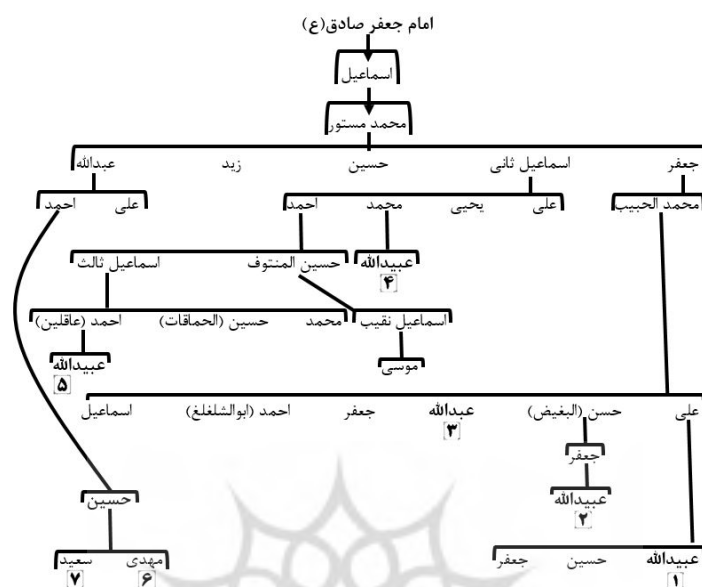 امام جعفر صادق(ع)
اسماعیل
محمد مستور
جعفر اسماعیل ثانی حسین زید عبدالله
محمد الحبیب علی یحیی محمد احمد علی احمد
عبیدالله حسین المنتوف اسماعیل ثالث
[۴]
اسماعیل نقیب محمد حسین (الحماقات) احمد (عاقلین)
موسی عبیدالله
[۵]
علی حسن (البغیض) عبدالله جعفر احمد (ابوالشلغلغ) اسماعیل
[۳]
جعفر
عبیدالله حسین
[۲]
عبیدالله حسین جعفر مهدی سعید
[۱] [۶] [۷]